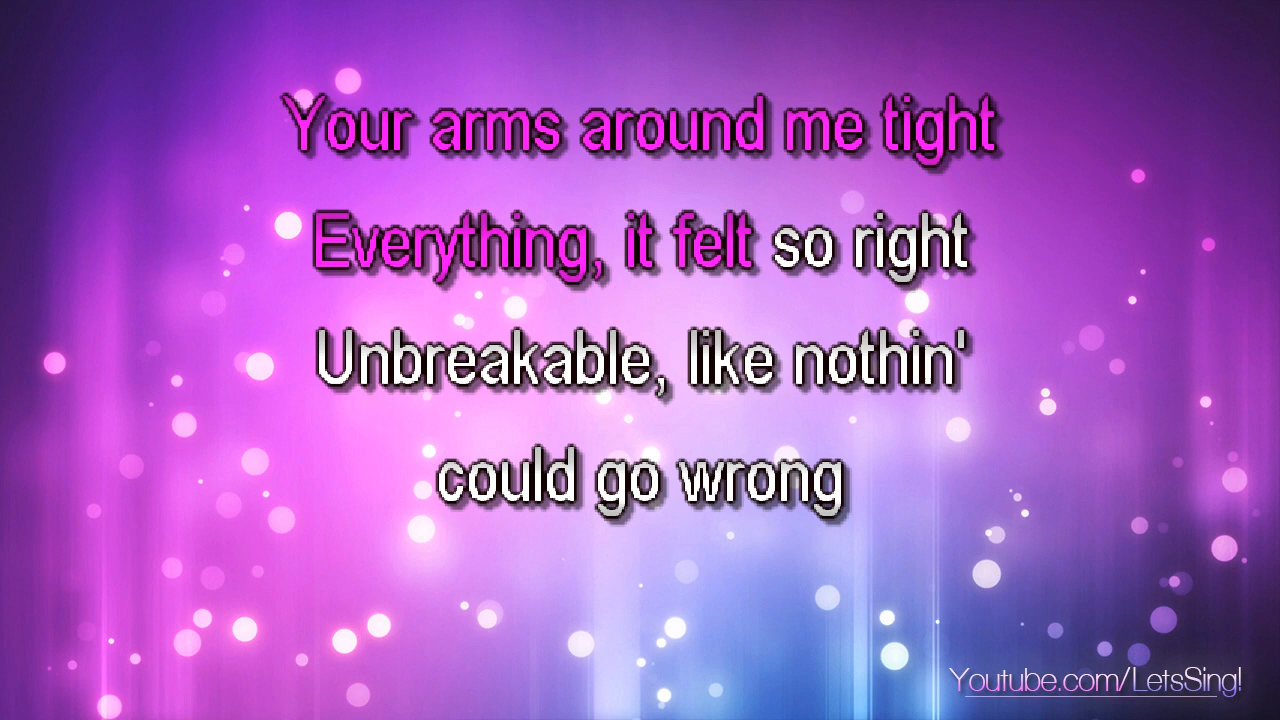 Your arms around me tight
Everything, it felt so right
Unbreakable, like nothin'
could go wrong
Youtube.com/LetsSing!